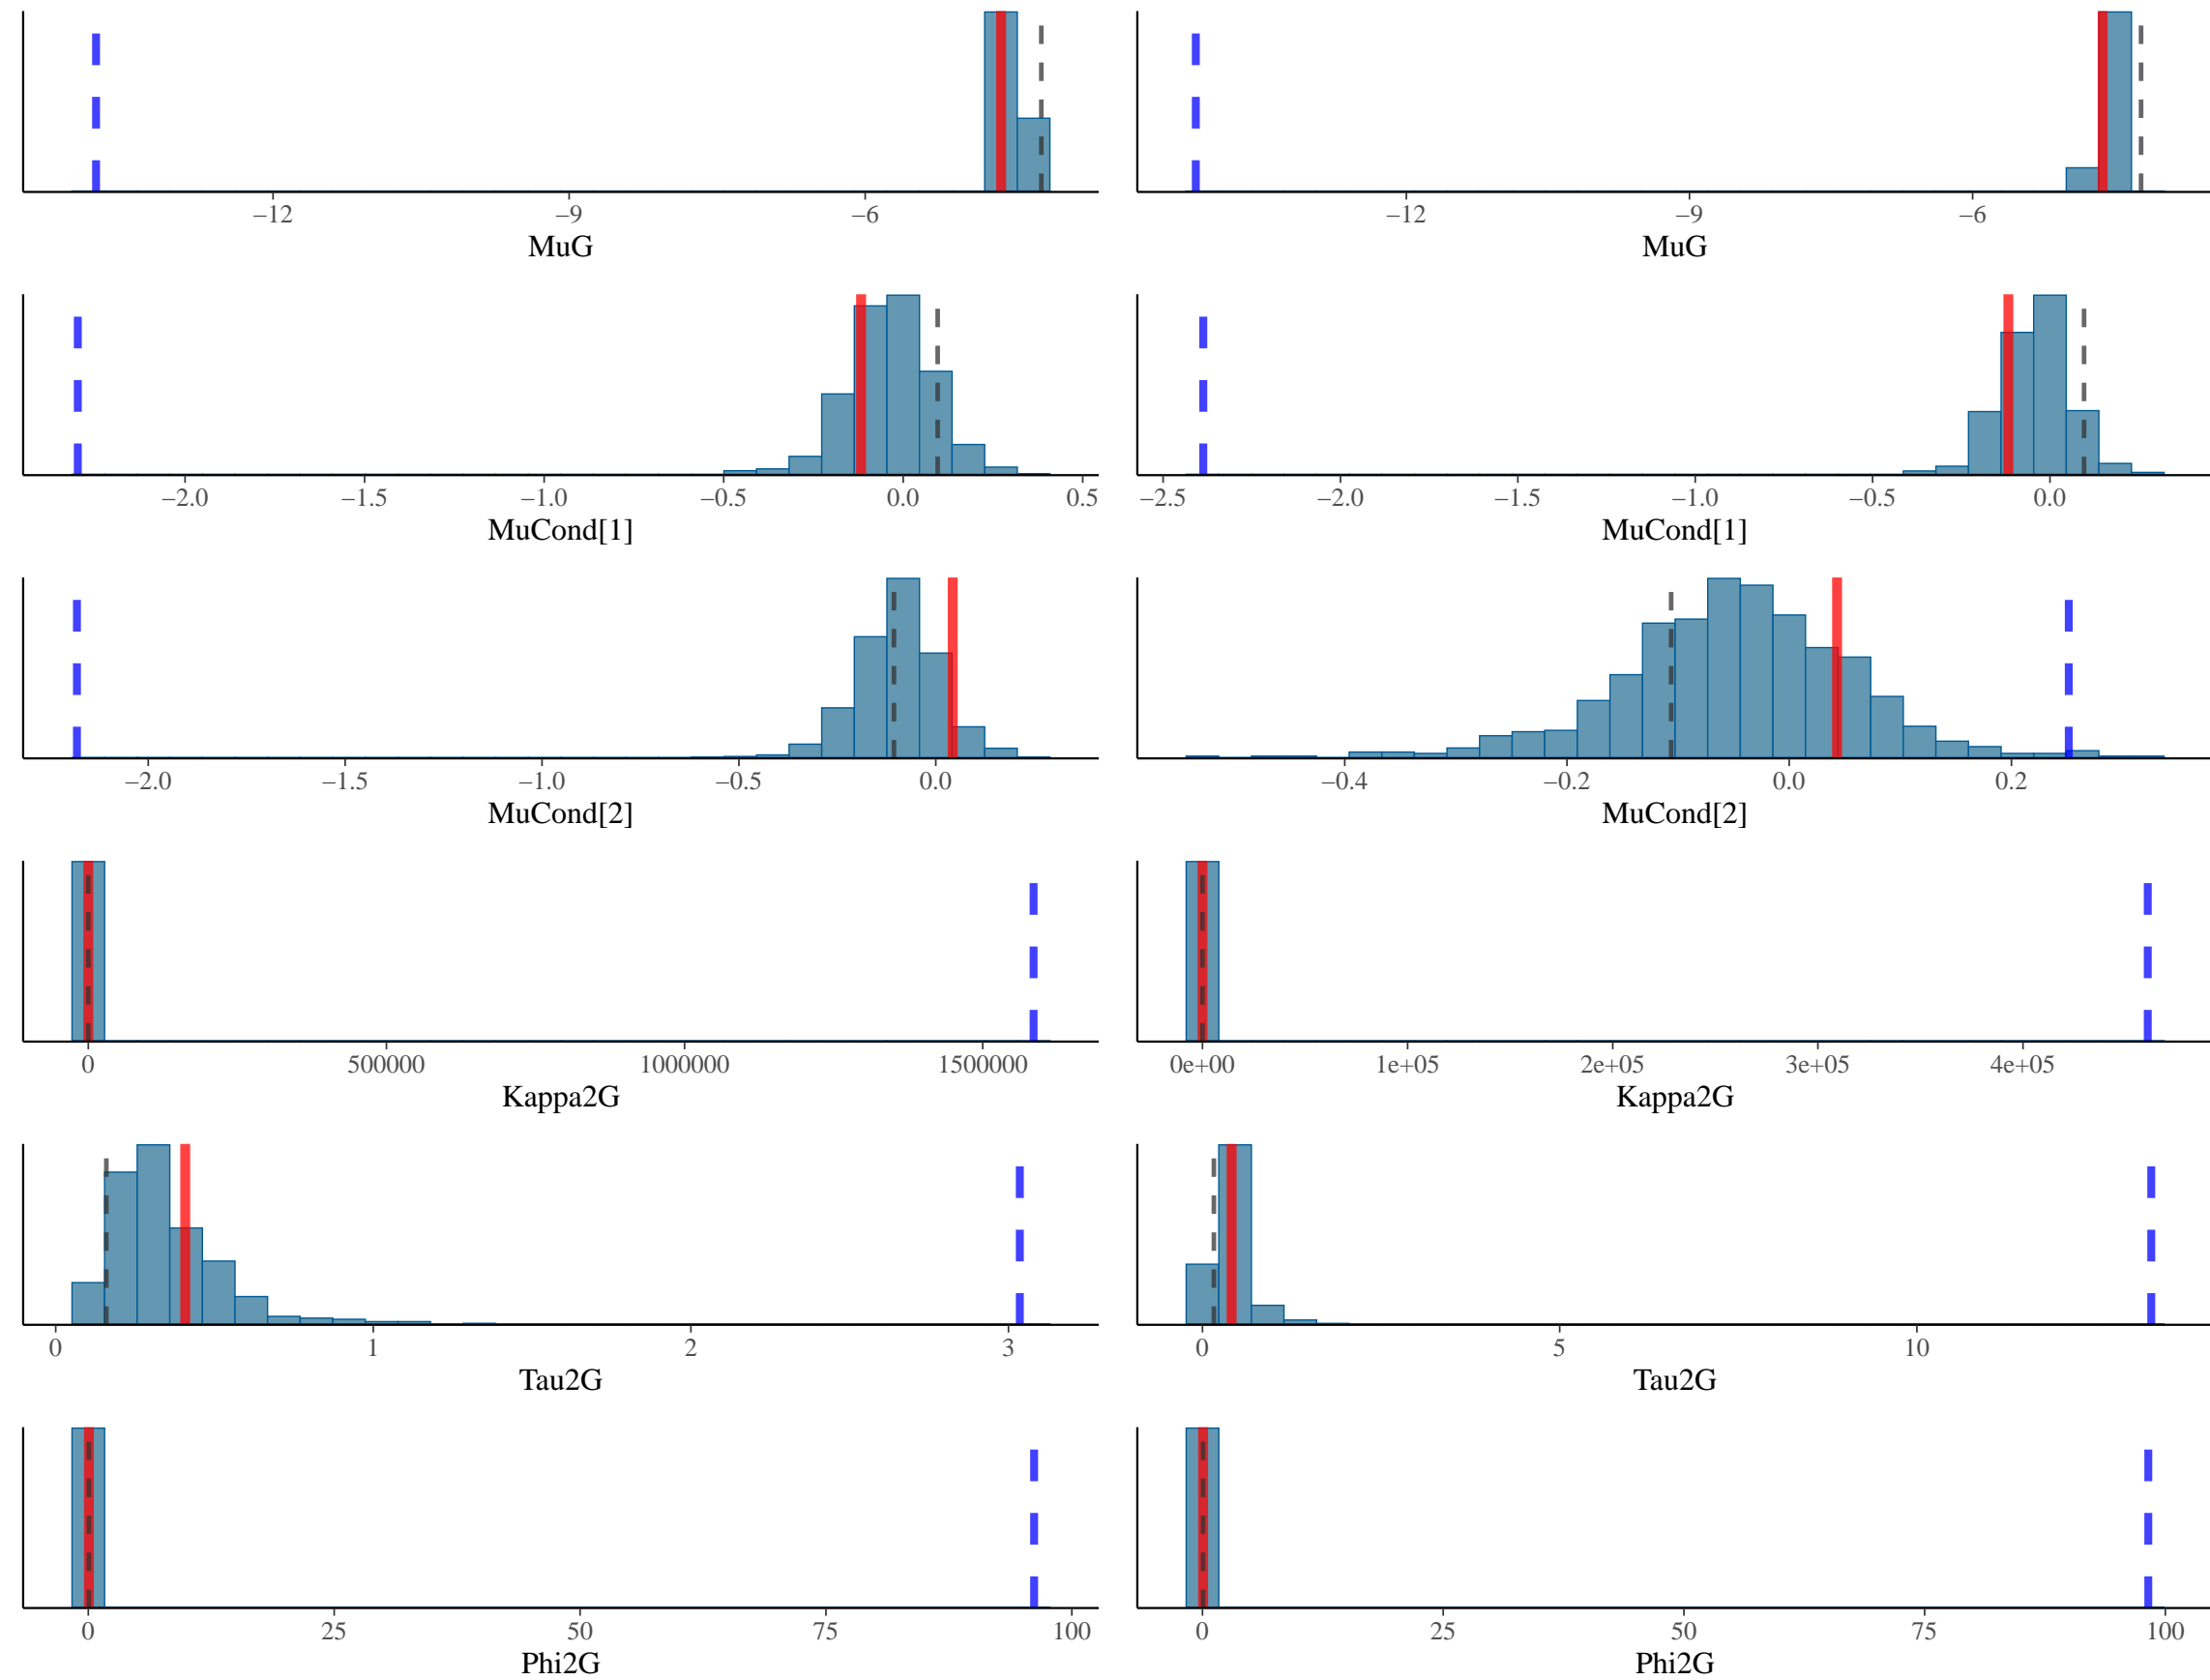 −12 −9 −6 −12 −9 −6
MuG MuG
−2.0 −1.5 −1.0 −0.5 0.0 0.5 −2.5 −2.0 −1.5 −1.0 −0.5 0.0
MuCond[1] MuCond[1]
−2.0 −1.5 −1.0 −0.5 0.0 −0.4 −0.2 0.0 0.2
MuCond[2] MuCond[2]
0 500000 1000000 1500000 0e+00 1e+05 2e+05 3e+05 4e+05
Kappa2G Kappa2G
0 1 2 3 0 5 10
Tau2G Tau2G
0 25 50 75 100 0 25 50 75 100
Phi2G Phi2G